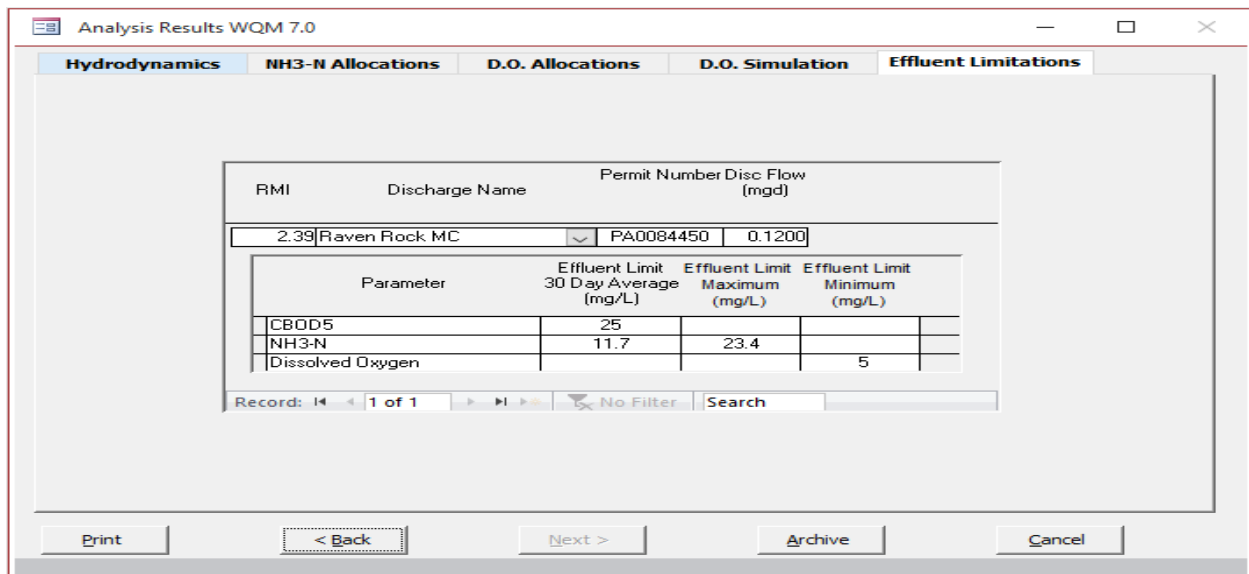 Analysis Results WQM 7.0
Hydrodynamics NH3-N Allocations D.O. Allocations D.O. Simulation Effluent Limitations
RMI Discharge Name Permit Number Disc Flow
(mgd)
2.39 Raven Rock MC PA0084450 0.1200
Parameter Effluent Limit 30 Day Average (mg/L) Effluent Limit Maximum (mg/L) Effluent Limit Minimum (mg/L)
CBOD5 25
NH3-N 11.7 23.4
Dissolved Oxygen 5
Record: 1 of 1 No Filter Search
Print < Back Next > Archive Cancel